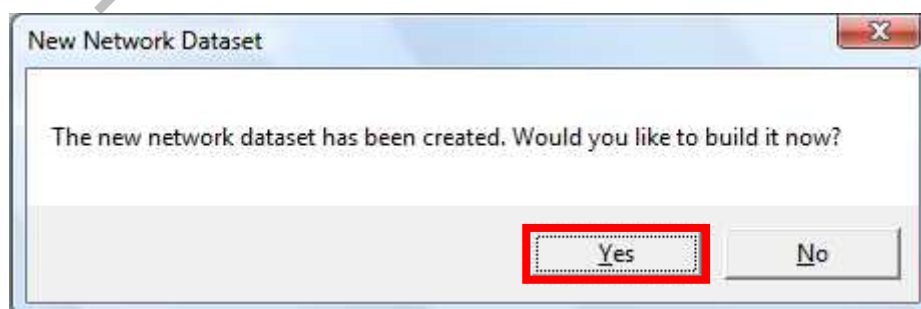 New Network Dataset
The new network dataset has been created. Would you like to build it now?
Yes
No